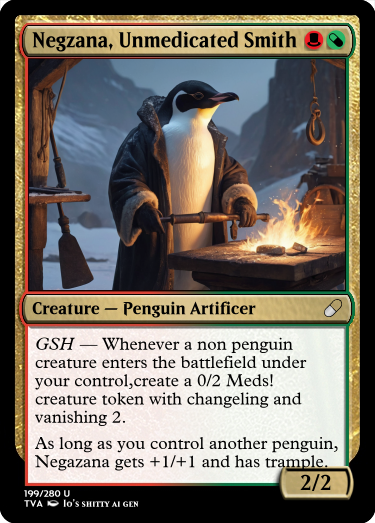 Negzana, Unmedicated Smith
Creature — Penguin Artificer
GSH — Whenever a non penguin
creature enters the battlefield under
your control,create a 0/2 Meds!
creature token with changeling and
vanishing 2.
As long as you control another penguin,
Negazana gets +1/+1 and has trample.
2/2
199/280 U
TVA Io's shitty ai gen